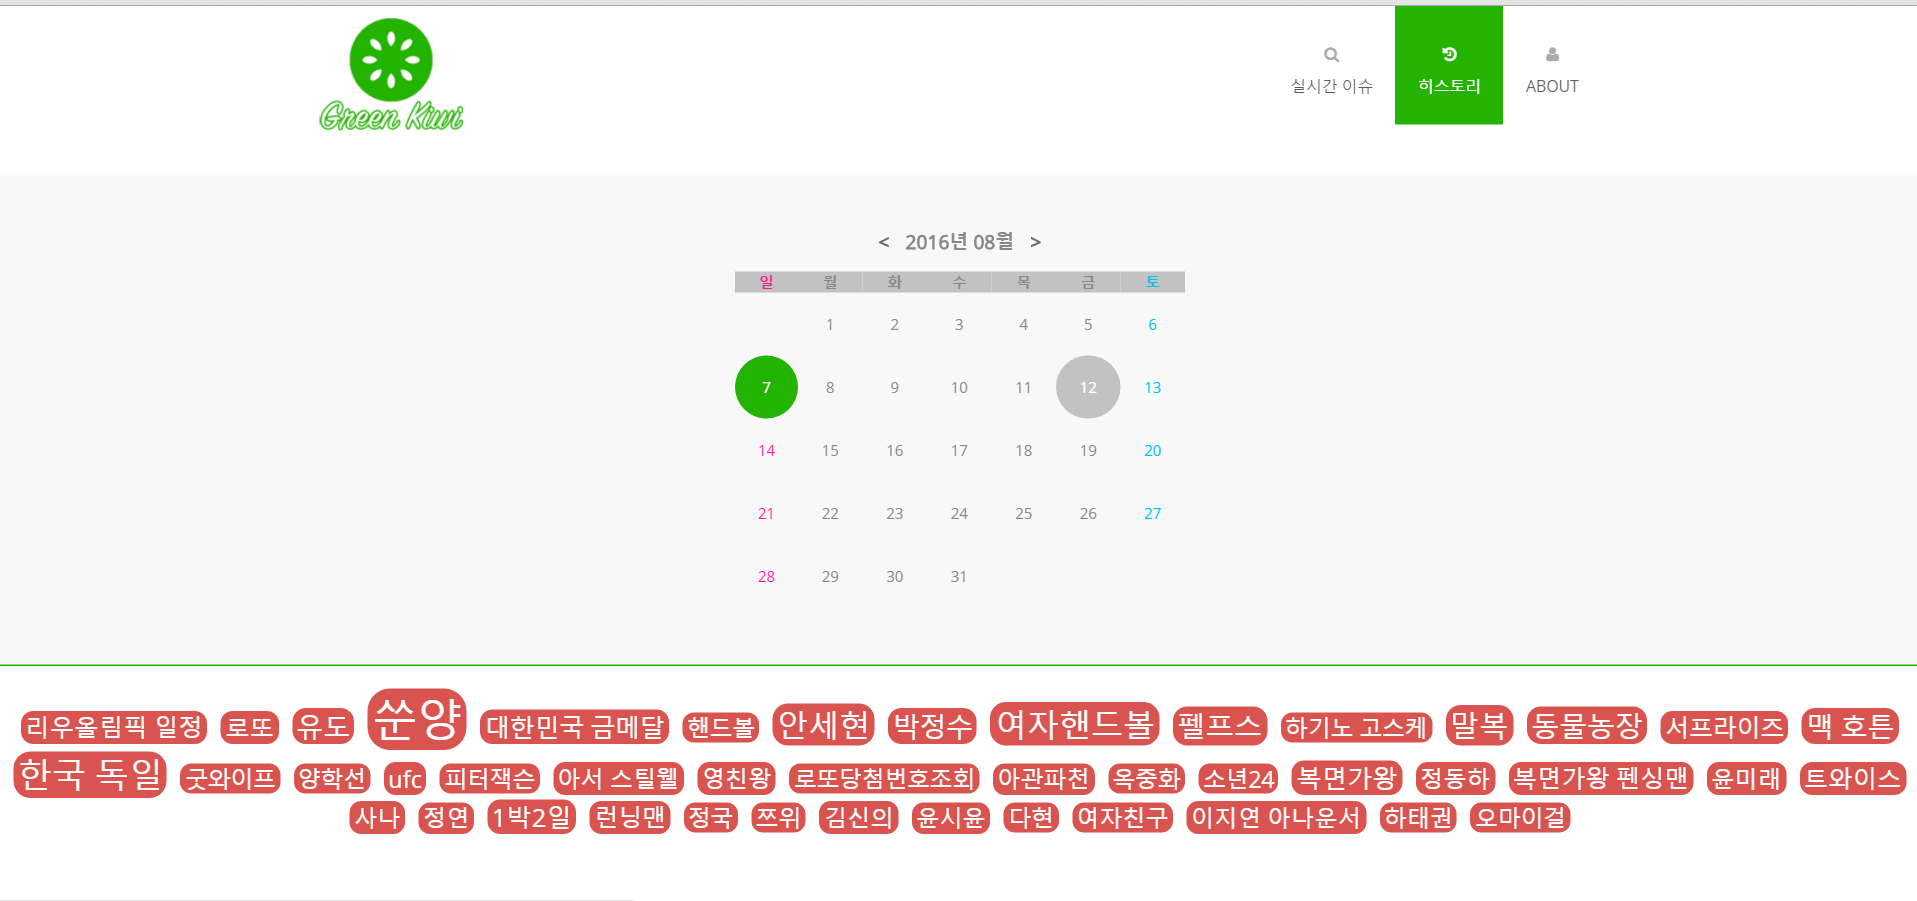 Green Kiwi
실시간 이슈 히스토리 ABOUT
< 2016년 08월 >
일 월 화 수 목 금 토
1 2 3 4 5 6
7 8 9 10 11 12 13
14 15 16 17 18 19 20
21 22 23 24 25 26 27
28 29 30 31
리우올림픽 일정 로또 유도 쑨양 대한민국 금메달 핸드볼 안세현 박정수 여자핸드볼 펠프스 하기노 고스케 말복 동물농장 서프라이즈 맥 호튼
한국 독일 굿와이프 양학선 ufc 피터잭슨 아서 스틸웰 영친왕 로또당첨번호조회 아관파천 옥중화 소년24 복면가왕 정동하 복면가왕 펜싱맨 윤미래 트와이스
사나 정연 1박2일 런닝맨 정국 쯔위 김신의 윤시윤 다현 여자친구 이지연 아나운서 하태권 오마이걸